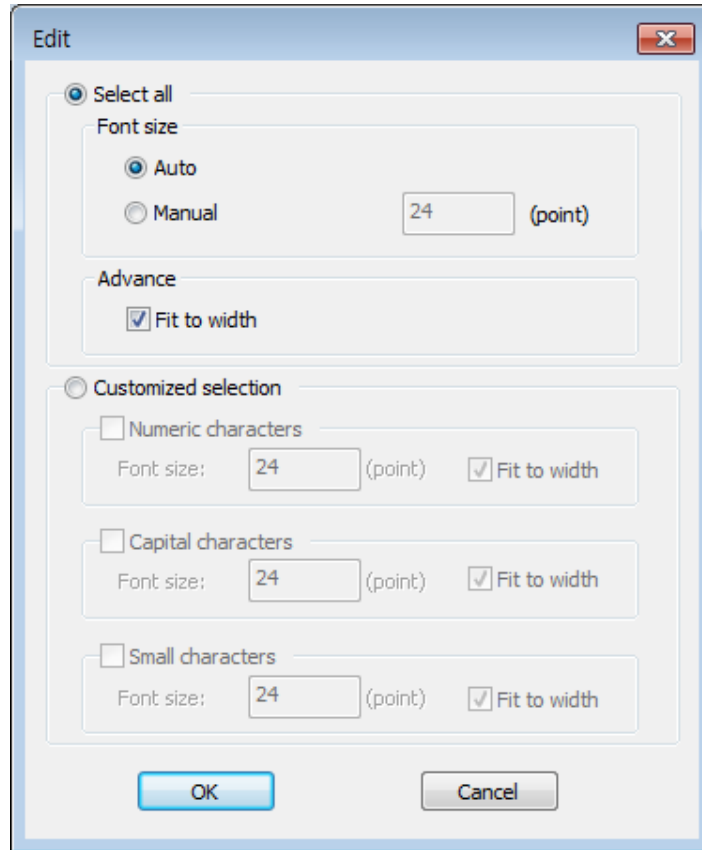 Edit
Select all
Font size
Auto
Manual 24 (point)
Advance
Fit to width
Customized selection
Numeric characters
Font size: 24 (point) Fit to width
Capital characters
Font size: 24 (point) Fit to width
Small characters
Font size: 24 (point) Fit to width
OK Cancel